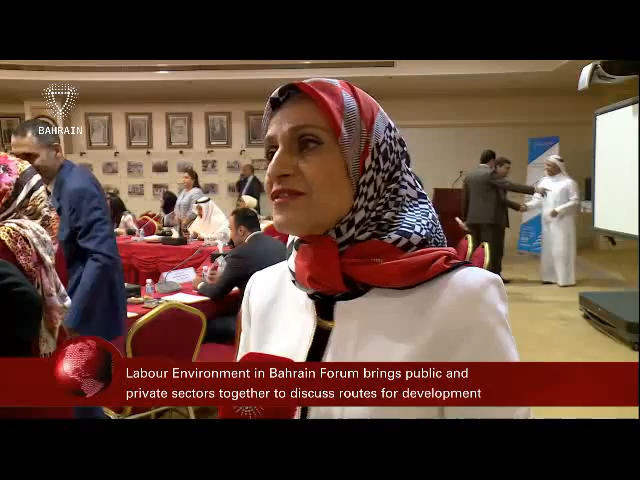 BAHRAIN
Labour Environment in Bahrain Forum brings public and
private sectors together to discuss routes for development